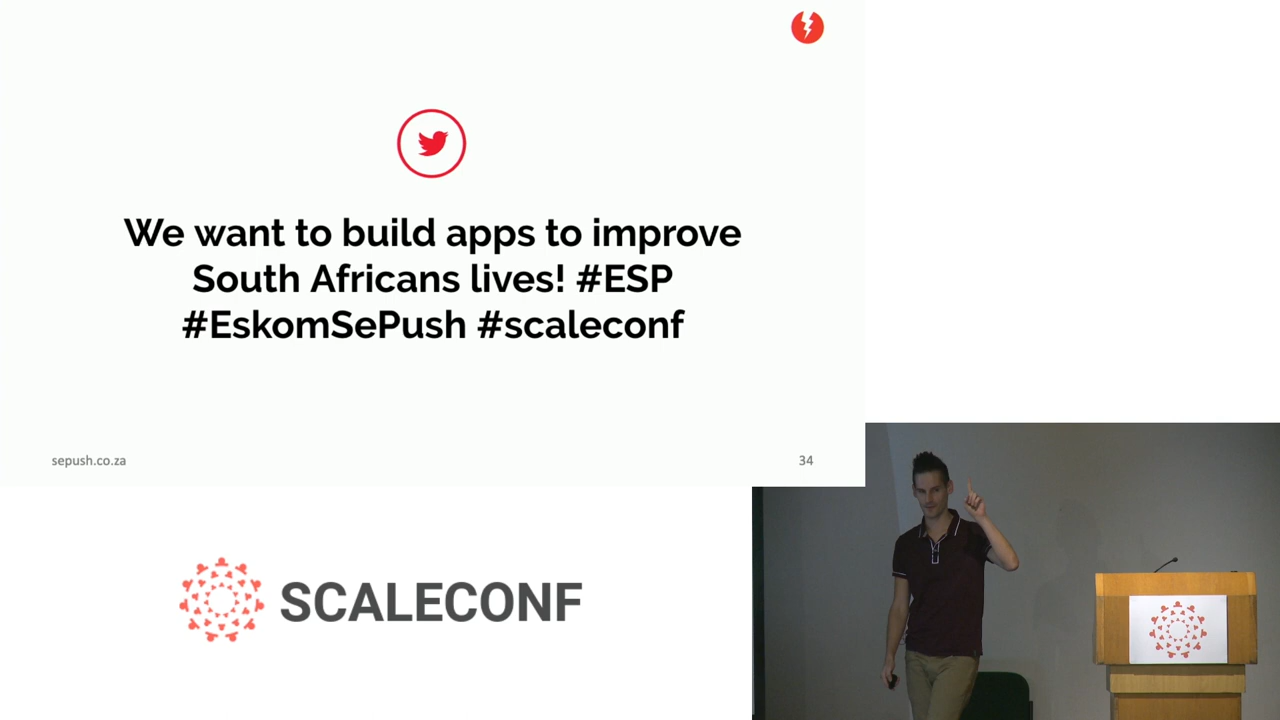 We want to build apps to improve
South Africans lives! #ESP
#EskomSePush #scaleconf
sepush.co.za
34
SCALECONF